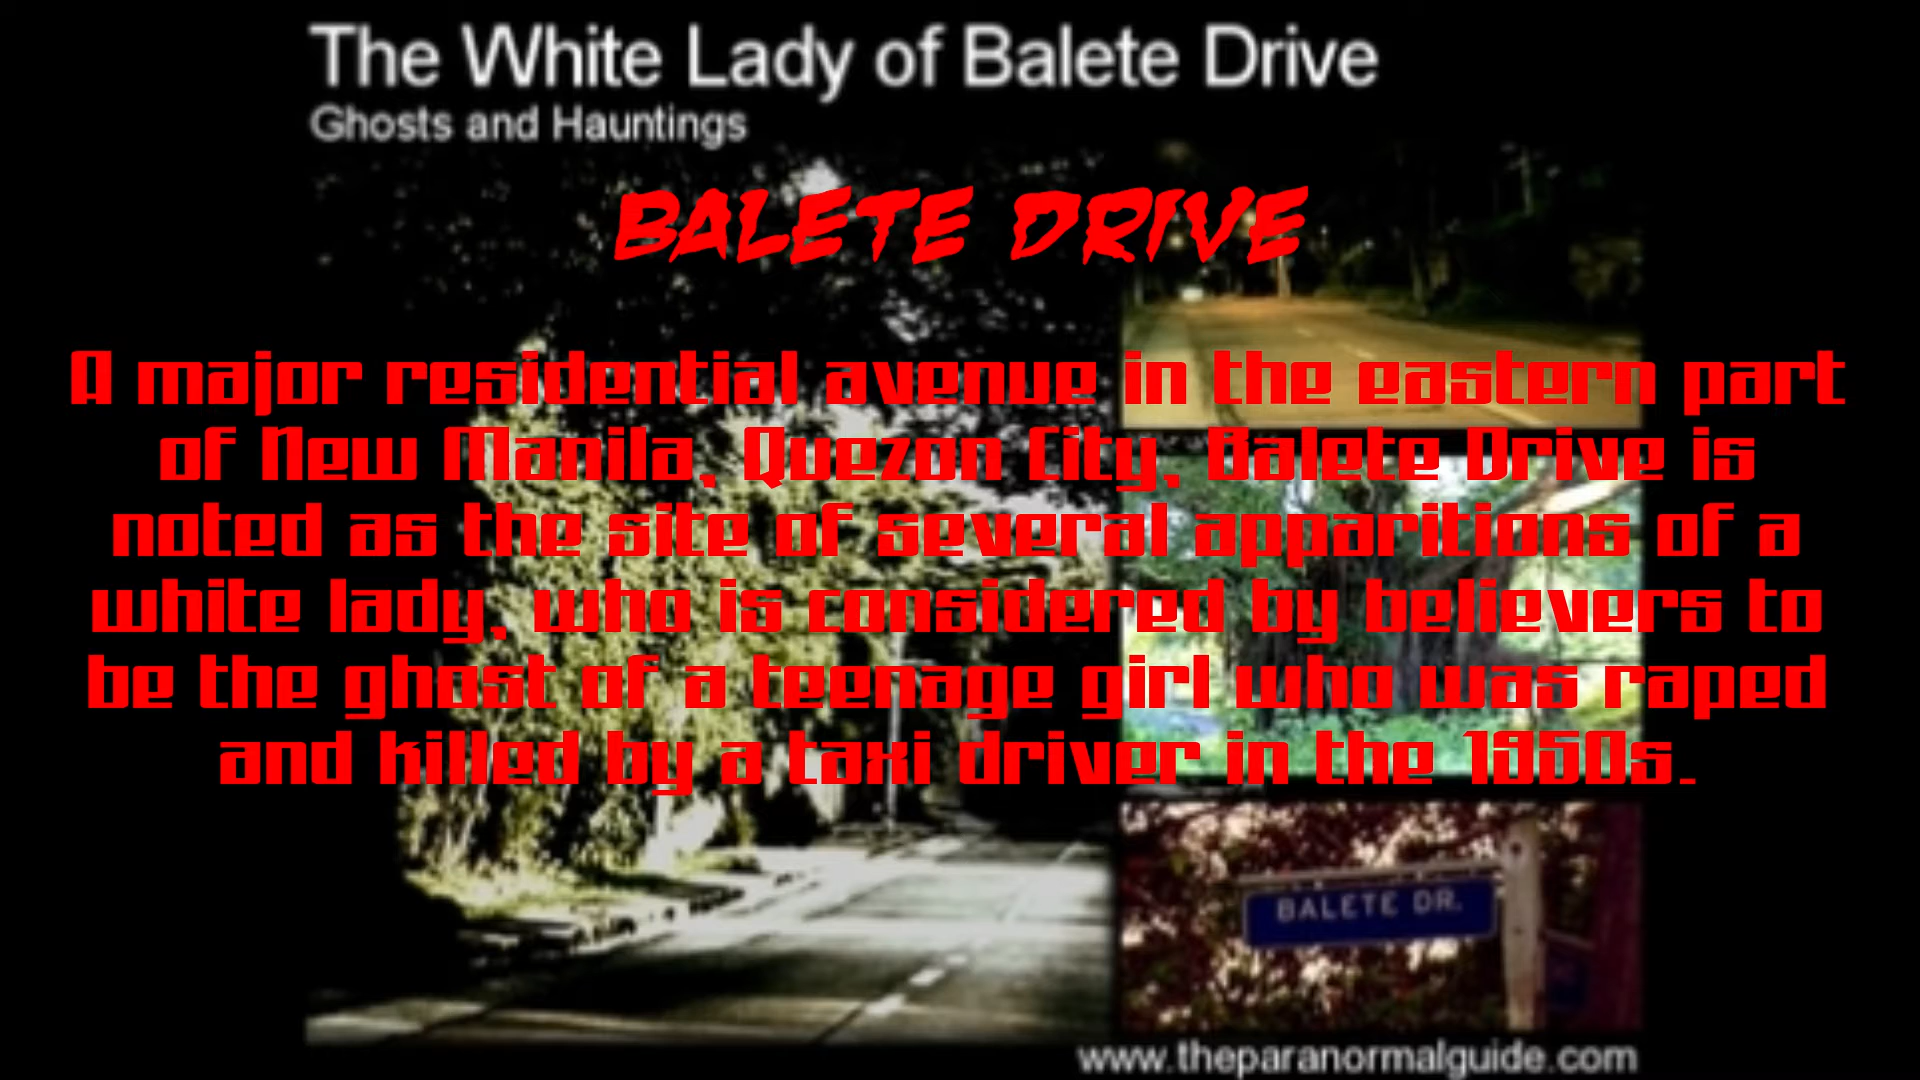 The White Lady of Balete Drive
Ghosts and Hauntings
BALETE DRIVE
A major residential avenue in the eastern part
of New Manila, Quezon City, Balete Drive is
noted as the site of several apparitions of a
white lady, who is considered by believers to
be the ghost of a teenage girl who was raped
and killed by a taxi driver in the 1950s.
BALETE DR.
www.theparanormalguide.com